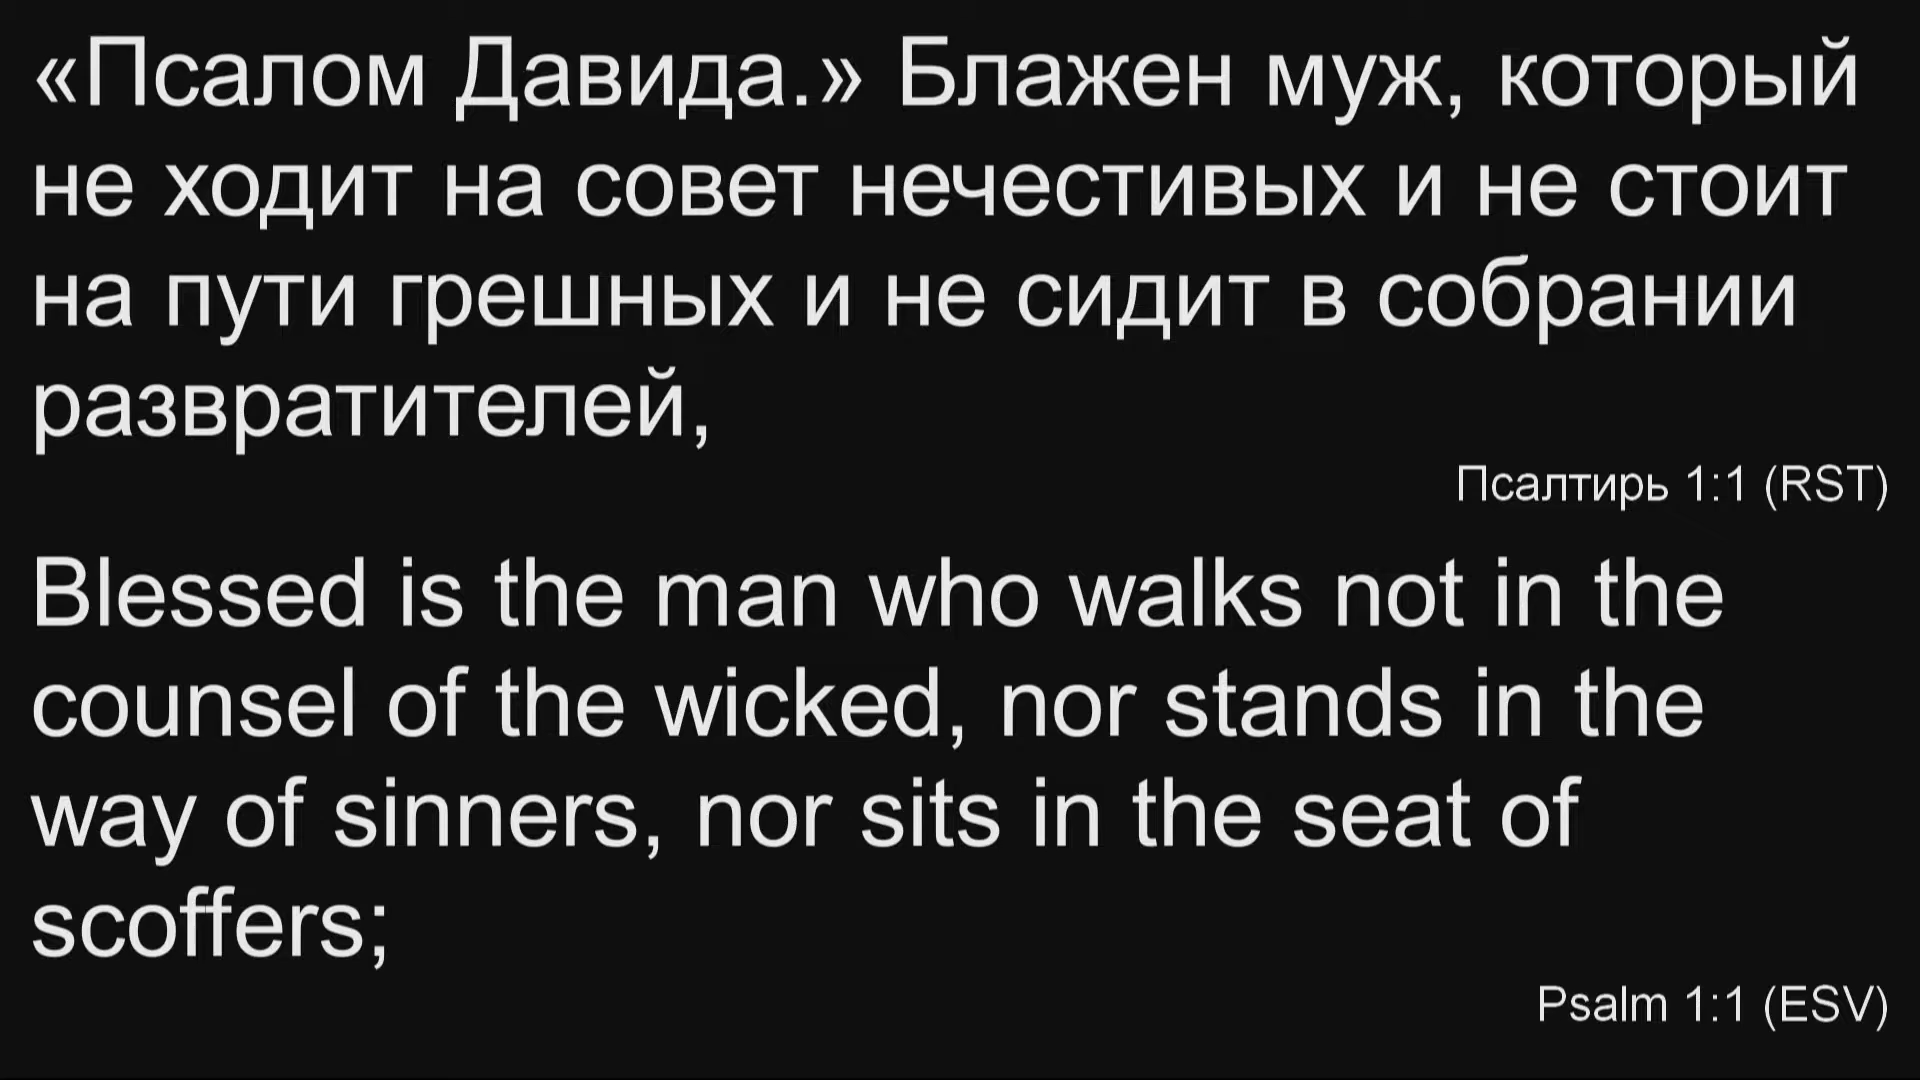 «Псалом Давида.» Блажен муж, который
не ходит на совет нечестивых и не стоит
на пути грешных и не сидит в собрании
развратителей,
Псалтирь 1:1 (RST)
Blessed is the man who walks not in the
counsel of the wicked, nor stands in the
way of sinners, nor sits in the seat of
scoffers;
Psalm 1:1 (ESV)